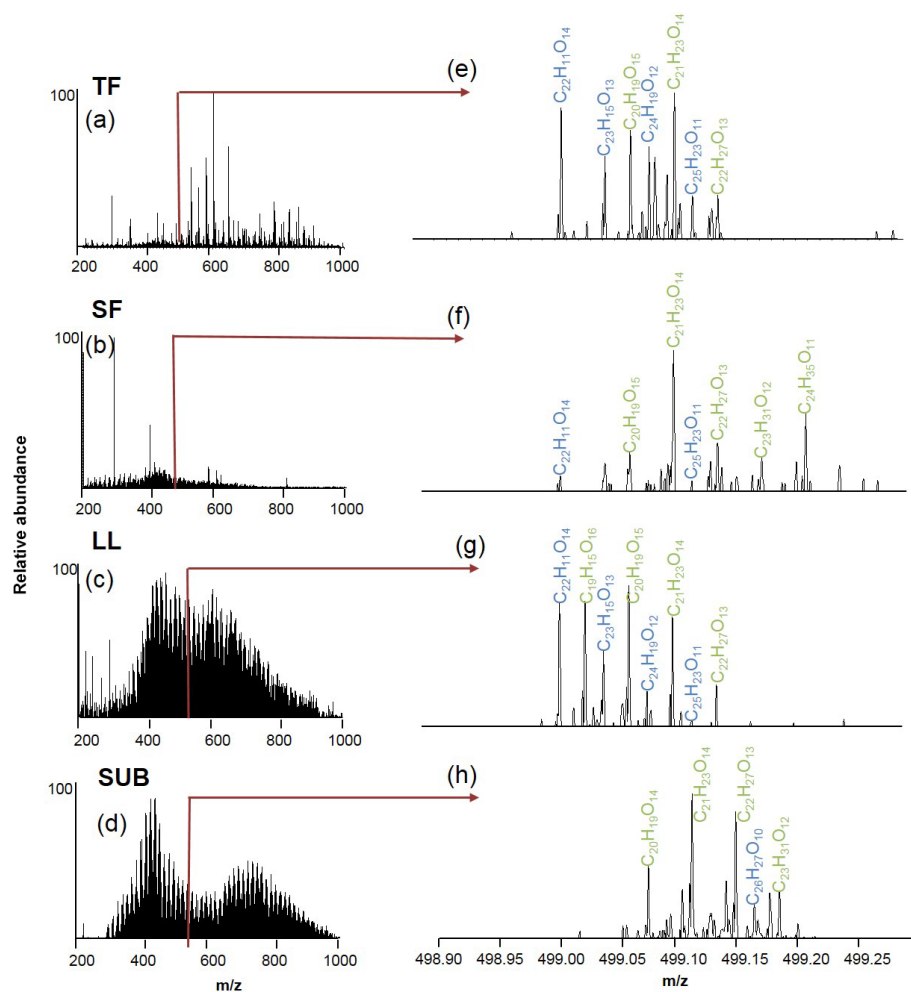 TF
(a)
100
200 400 600 800 1000
(e)
C₂₂H₁₁O₁₄
C₂₃H₁₅O₁₃
C₂₀H₁₉O₁₅
C₂₄H₁₉O₁₂
C₂₁H₂₃O₁₄
C₂₅H₂₃O₁₁
C₂₂H₂₇O₁₃
SF
(b)
100
200 400 600 800 1000
(f)
C₂₂H₁₁O₁₄
C₂₀H₁₉O₁₅
C₂₁H₂₃O₁₄
C₂₅H₂₃O₁₁
C₂₂H₂₇O₁₃
C₂₃H₃₁O₁₂
C₂₄H₃₅O₁₁
Relative abundance
LL
(c)
100
200 400 600 800 1000
(g)
C₂₂H₁₁O₁₄
C₁₉H₁₅O₁₆
C₂₃H₁₅O₁₃
C₂₀H₁₉O₁₅
C₂₄H₁₉O₁₂
C₂₁H₂₃O₁₄
C₂₅H₂₃O₁₁
C₂₂H₂₇O₁₃
SUB
(d)
100
200 400 600 800 1000
m/z
(h)
C₂₀H₁₉O₁₄
C₂₁H₂₃O₁₄
C₂₂H₂₇O₁₃
C₂₆H₂₇O₁₀
C₂₃H₃₁O₁₂
498.90 498.95 499.00 499.05 499.10 499.15 499.20 499.25
m/z